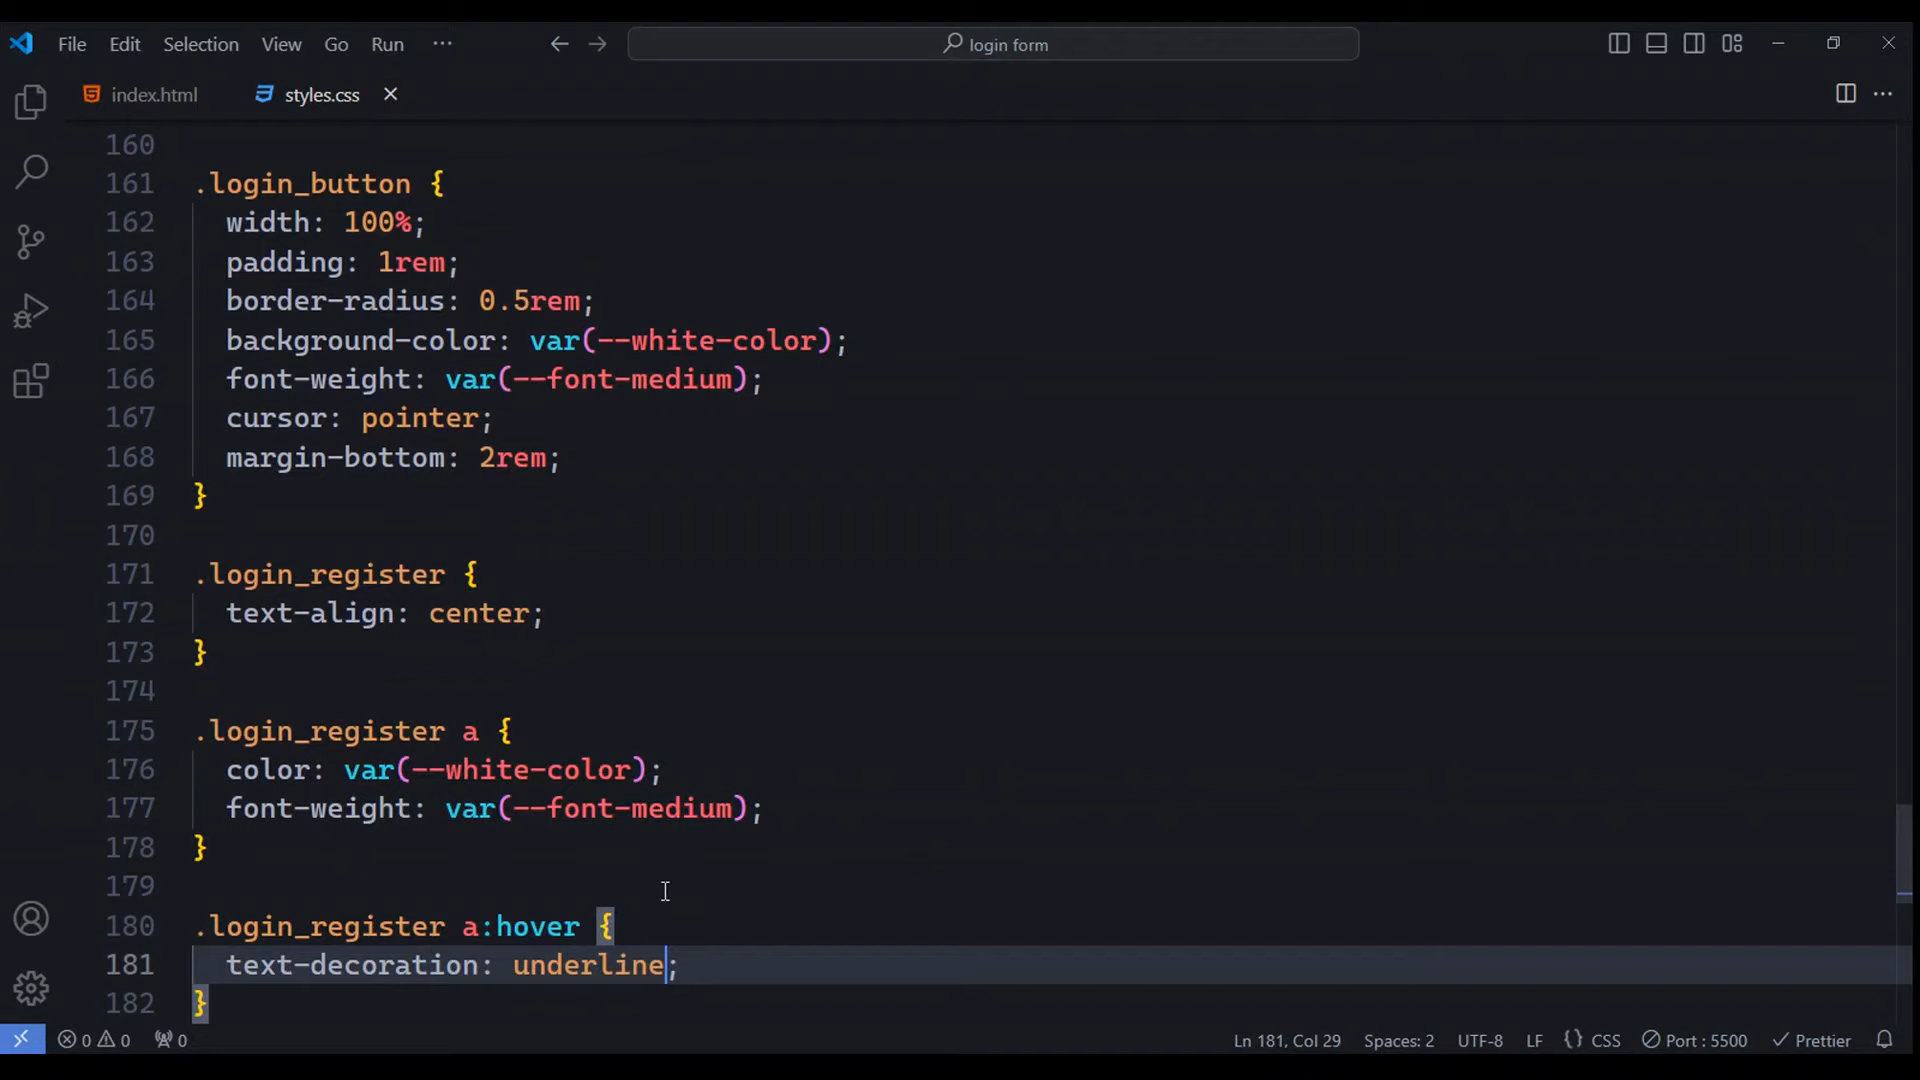 File Edit Selection View Go Run ···
login form
index.html
styles.css
160
161 .login_button {
162 width: 100%;
163 padding: 1rem;
164 border-radius: 0.5rem;
165 background-color: var(--white-color);
166 font-weight: var(--font-medium);
167 cursor: pointer;
168 margin-bottom: 2rem;
169 }
170
171 .login_register {
172 text-align: center;
173 }
174
175 .login_register a {
176 color: var(--white-color);
177 font-weight: var(--font-medium);
178 }
179
180 .login_register a:hover {
181 text-decoration: underline;
182 }
0 0 0 Ln 181, Col 29 Spaces: 2 UTF-8 LF {} CSS Port : 5500 Prettier